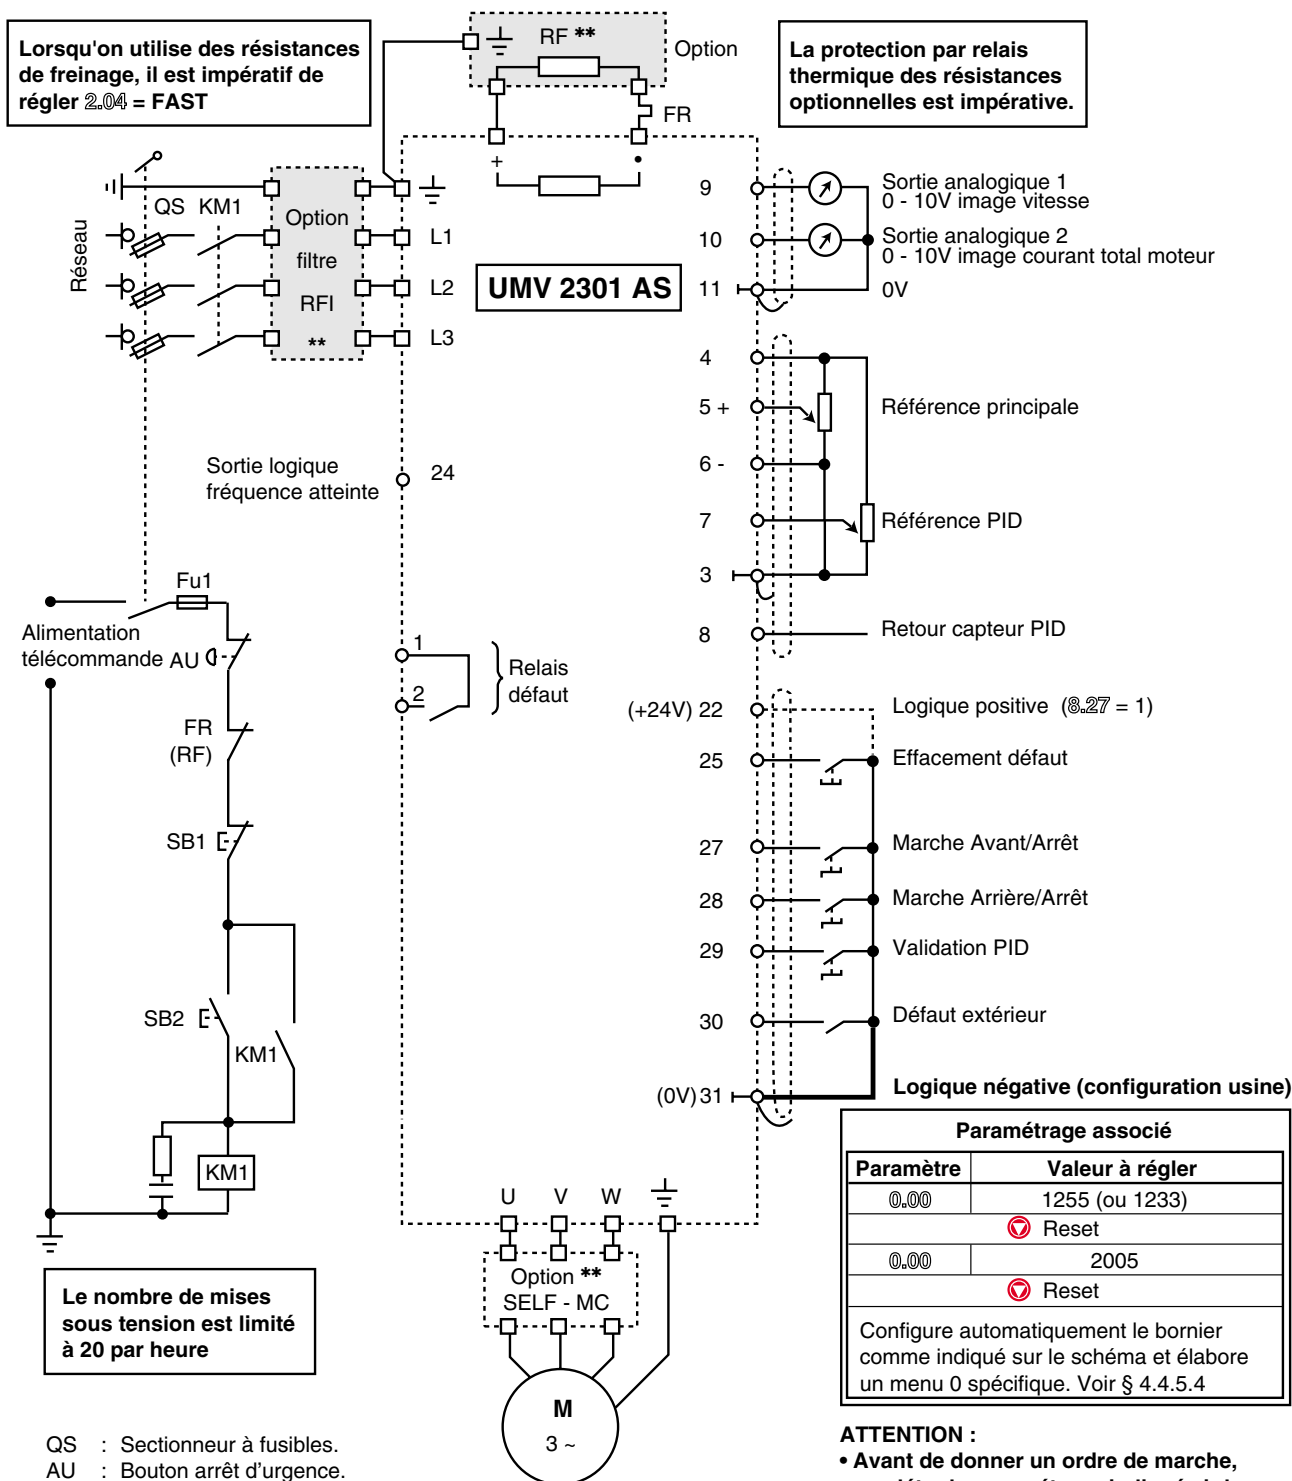 Lorsqu'on utilise des résistances
de freinage, il est impératif de
régler 2.04 = FAST
RF **
Option
FR
+
•
La protection par relais
thermique des résistances
optionnelles est impérative.
Réseau
QS
KM1
Option
filtre
RFI
**
L1
L2
L3
UMV 2301 AS
9
Sortie analogique 1
0 - 10V image vitesse
10
Sortie analogique 2
0 - 10V image courant total moteur
11
0V
4
5 +
Référence principale
6 -
7
Référence PID
3
8
Retour capteur PID
Sortie logique
fréquence atteinte
24
Fu1
Alimentation
télécommande
AU
1
2
Relais
défaut
FR
(RF)
SB1
SB2
KM1
KM1
(+24V) 22
Logique positive (8.27 = 1)
25
Effacement défaut
27
Marche Avant/Arrêt
28
Marche Arrière/Arrêt
29
Validation PID
30
Défaut extérieur
(0V) 31
Logique négative (configuration usine)
Paramétrage associé
Paramètre
Valeur à régler
0.00
1255 (ou 1233)
Reset
0.00
2005
Reset
Configure automatiquement le bornier
comme indiqué sur le schéma et élabore
un menu 0 spécifique. Voir § 4.4.5.4
U
V
W
Option **
SELF - MC
M
3 ~
Le nombre de mises
sous tension est limité
à 20 par heure
QS : Sectionneur à fusibles.
AU : Bouton arrêt d'urgence.
ATTENTION :
• Avant de donner un ordre de marche,